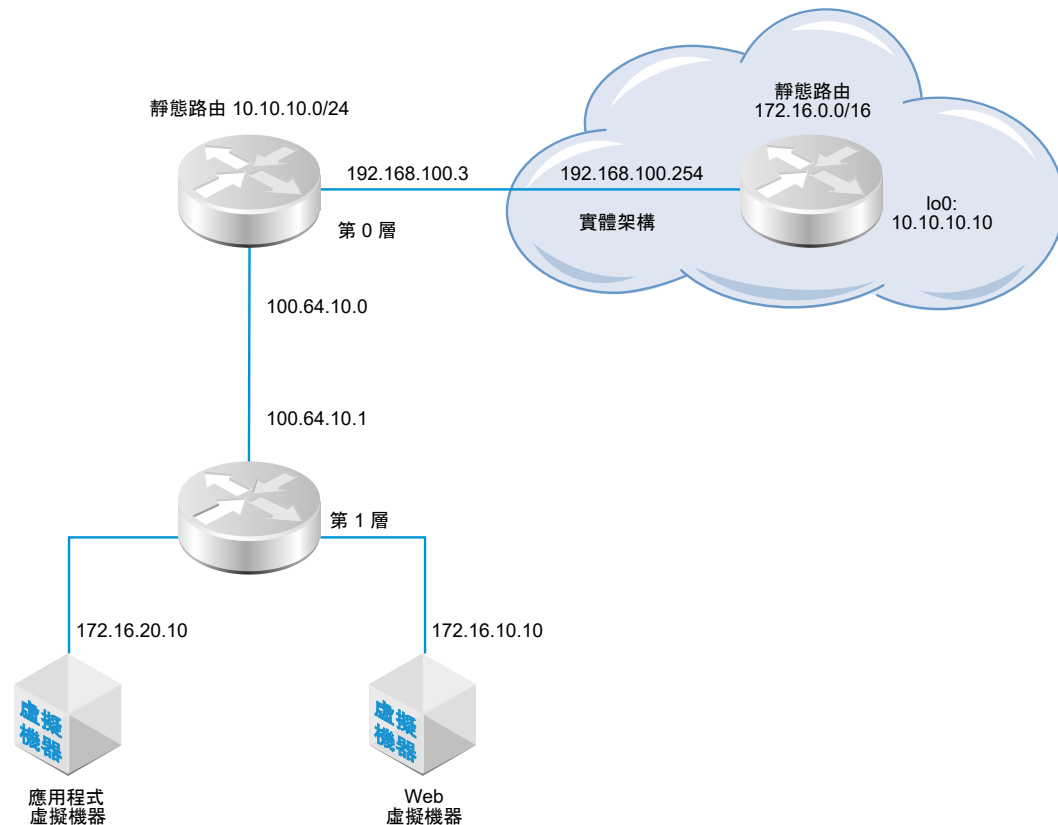 靜態路由 10.10.10.0/24
靜態路由
172.16.0.0/16
192.168.100.3
192.168.100.254
lo0:
10.10.10.10
第 0 層
實體架構
100.64.10.0
100.64.10.1
第 1 層
172.16.20.10
172.16.10.10
虛擬
機器
虛擬
機器
應用程式
虛擬機器
Web
虛擬機器